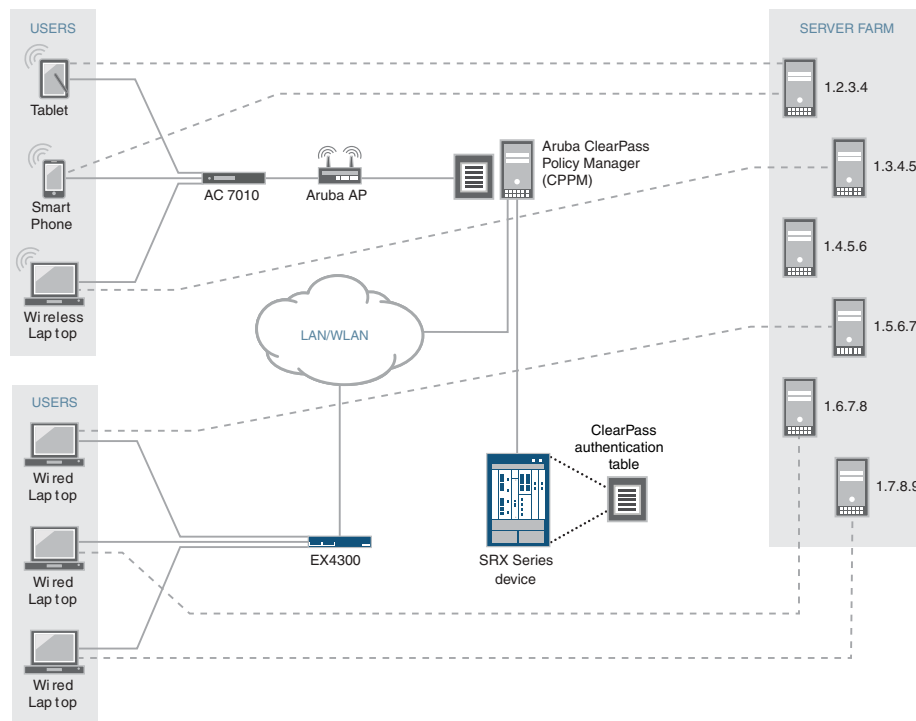 USERS
Tablet
Smart
Phone
Wireless
Laptop
AC 7010
Aruba AP
Aruba ClearPass
Policy Manager
(CPPM)
LAN/WLAN
SERVER FARM
1.2.3.4
1.3.4.5
1.4.5.6
1.5.6.7
1.6.7.8
1.7.8.9
USERS
Wired
Laptop
Wired
Laptop
Wired
Laptop
EX4300
SRX Series
device
ClearPass
authentication
table